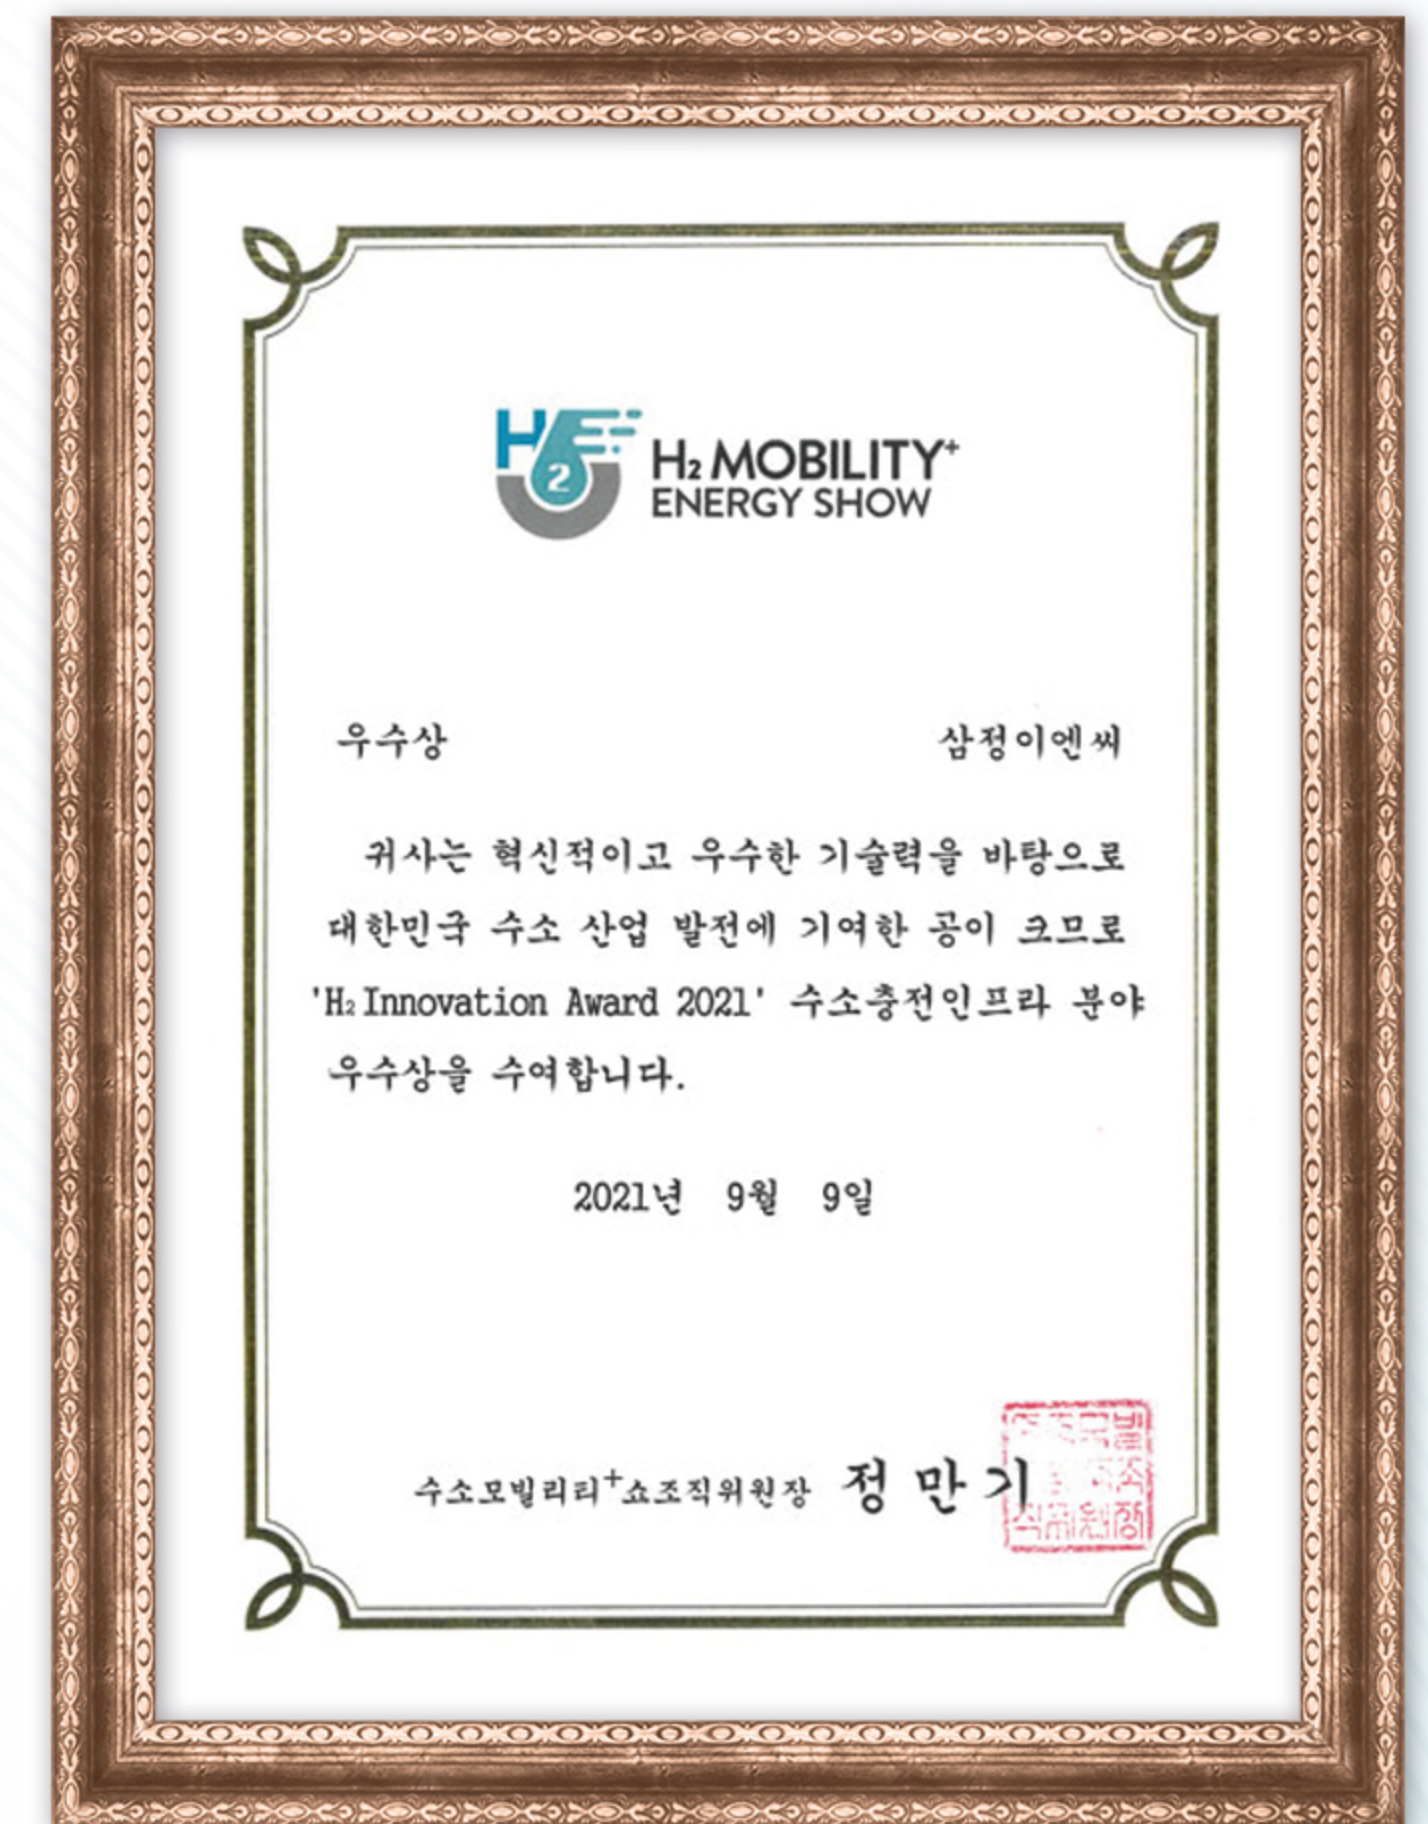 H₂
H₂ MOBILITY⁺
ENERGY SHOW
우수상 삼정이엔씨
귀사는 혁신적이고 우수한 기술력을 바탕으로
대한민국 수소 산업 발전에 기여한 공이 크므로
'H₂ Innovation Award 2021' 수소충전인프라 분야
우수상을 수여합니다.
2021년 9월 9일
수소모빌리티⁺쇼조직위원장 정 만 기